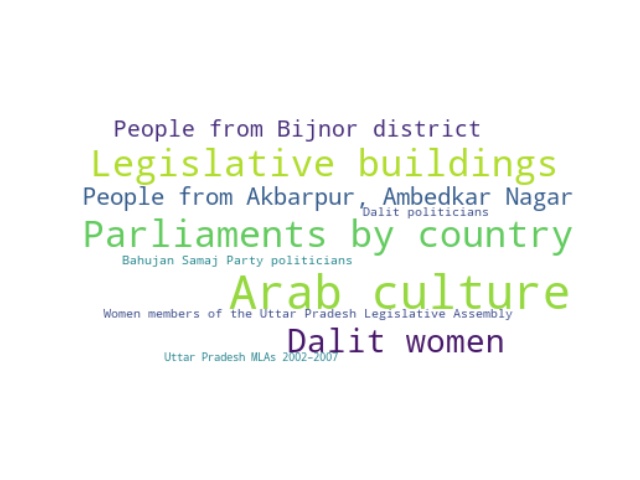 People from Bijnor district
Legislative buildings
People from Akbarpur, Ambedkar Nagar
Dalit politicians
Parliaments by country
Bahujan Samaj Party politicians
Arab culture
Women members of the Uttar Pradesh Legislative Assembly
Dalit women
Uttar Pradesh MLAs 2002–2007